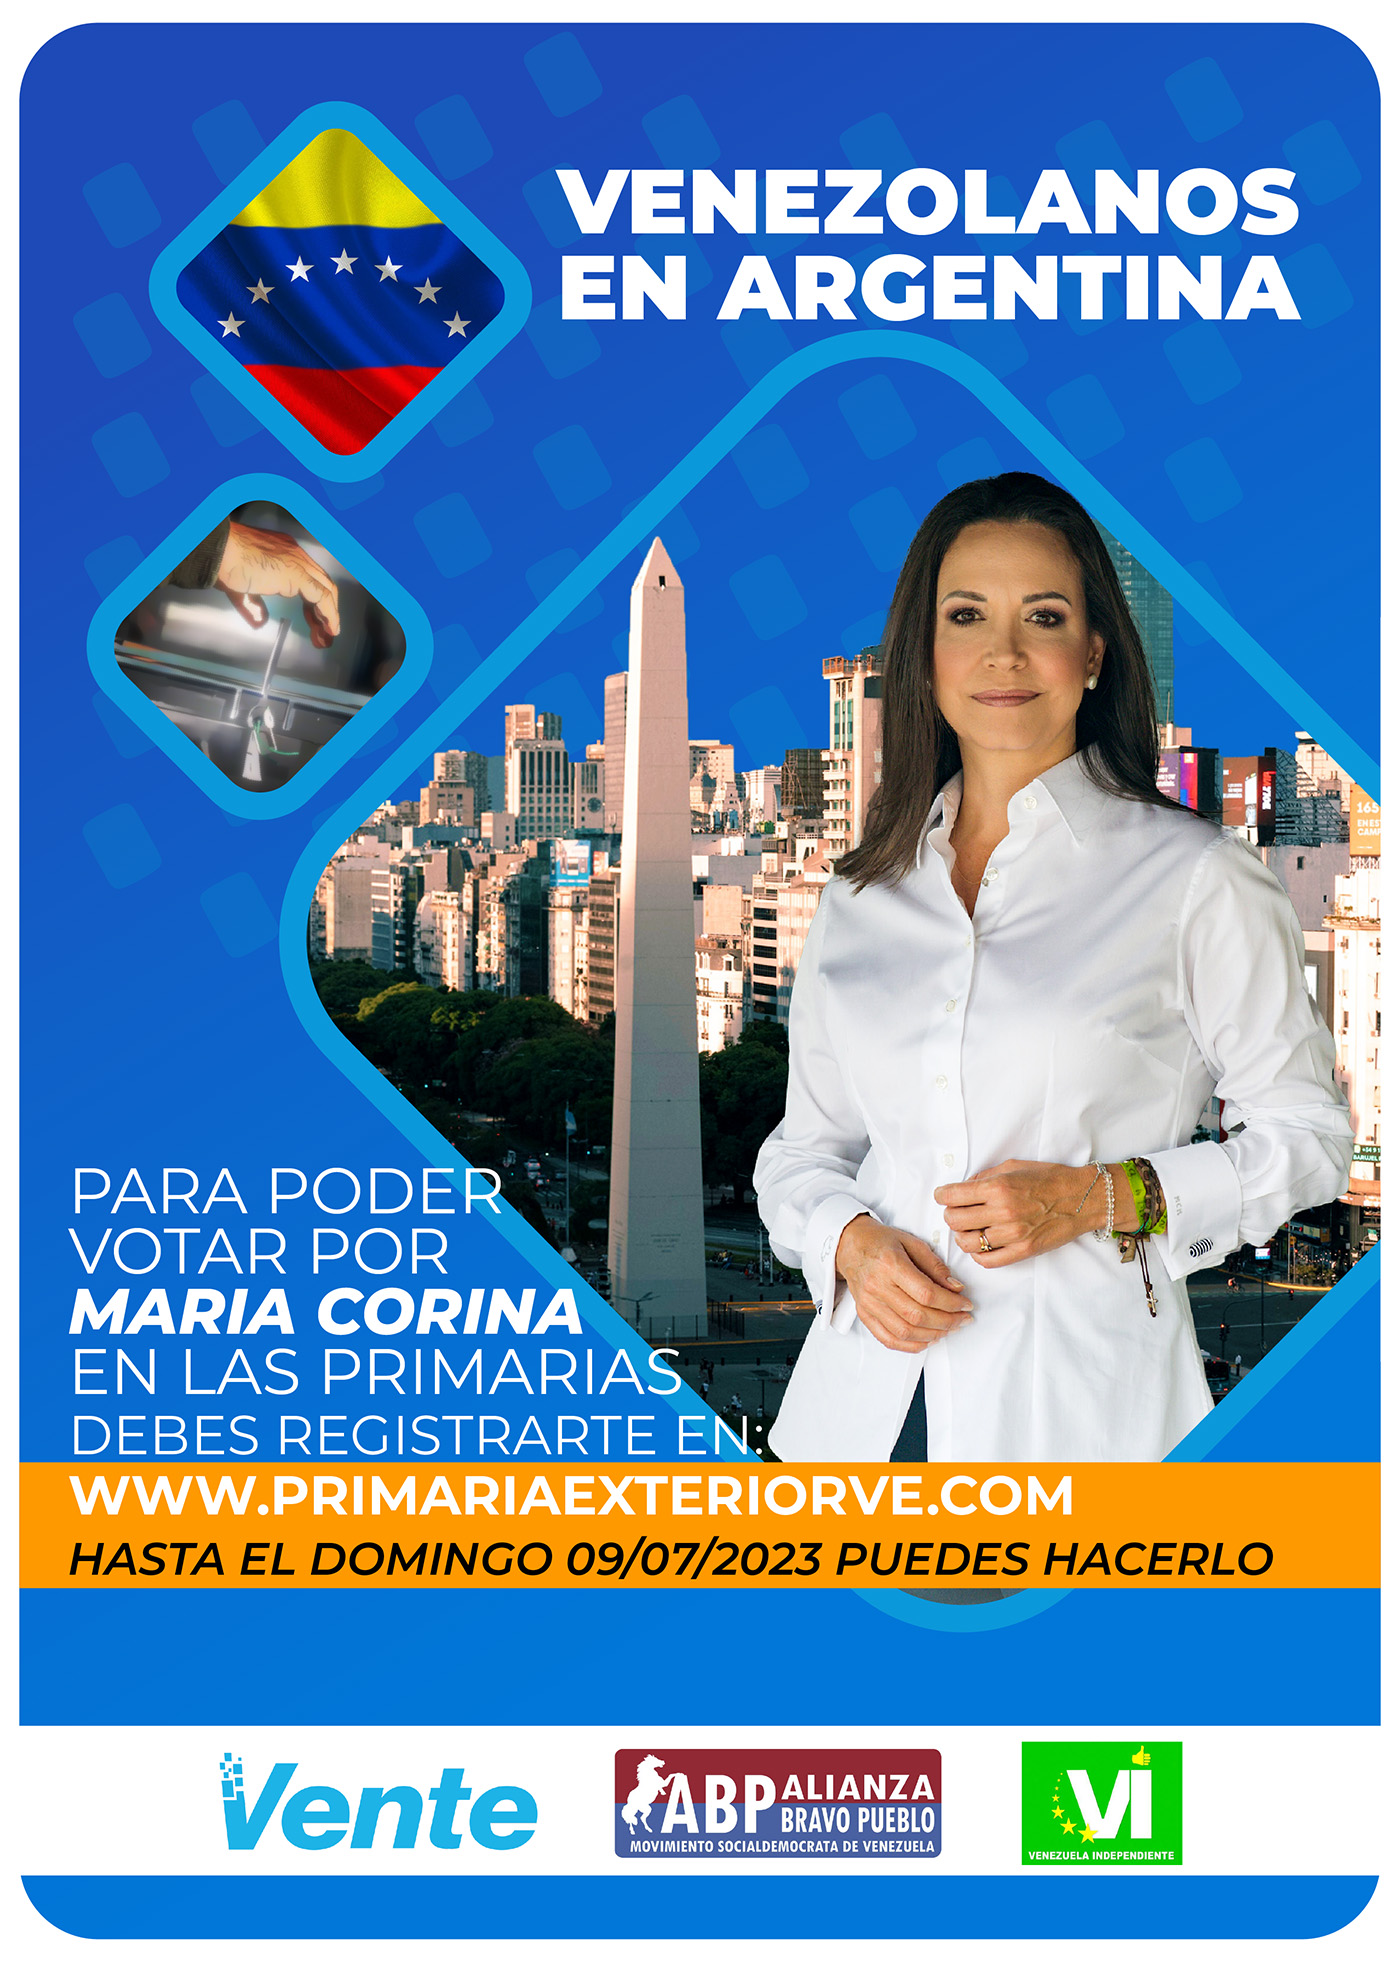 VENEZOLANOS
EN ARGENTINA
PARA PODER
VOTAR POR
MARIA CORINA
EN LAS PRIMARIAS
DEBES REGISTRARTE EN:
WWW.PRIMARIAEXTERIORVE.COM
HASTA EL DOMINGO 09/07/2023 PUEDES HACERLO
Vente
ABP ALIANZA
BRAVO PUEBLO
MOVIMIENTO SOCIALDEMOCRATA DE VENEZUELA
VI
VENEZUELA INDEPENDIENTE